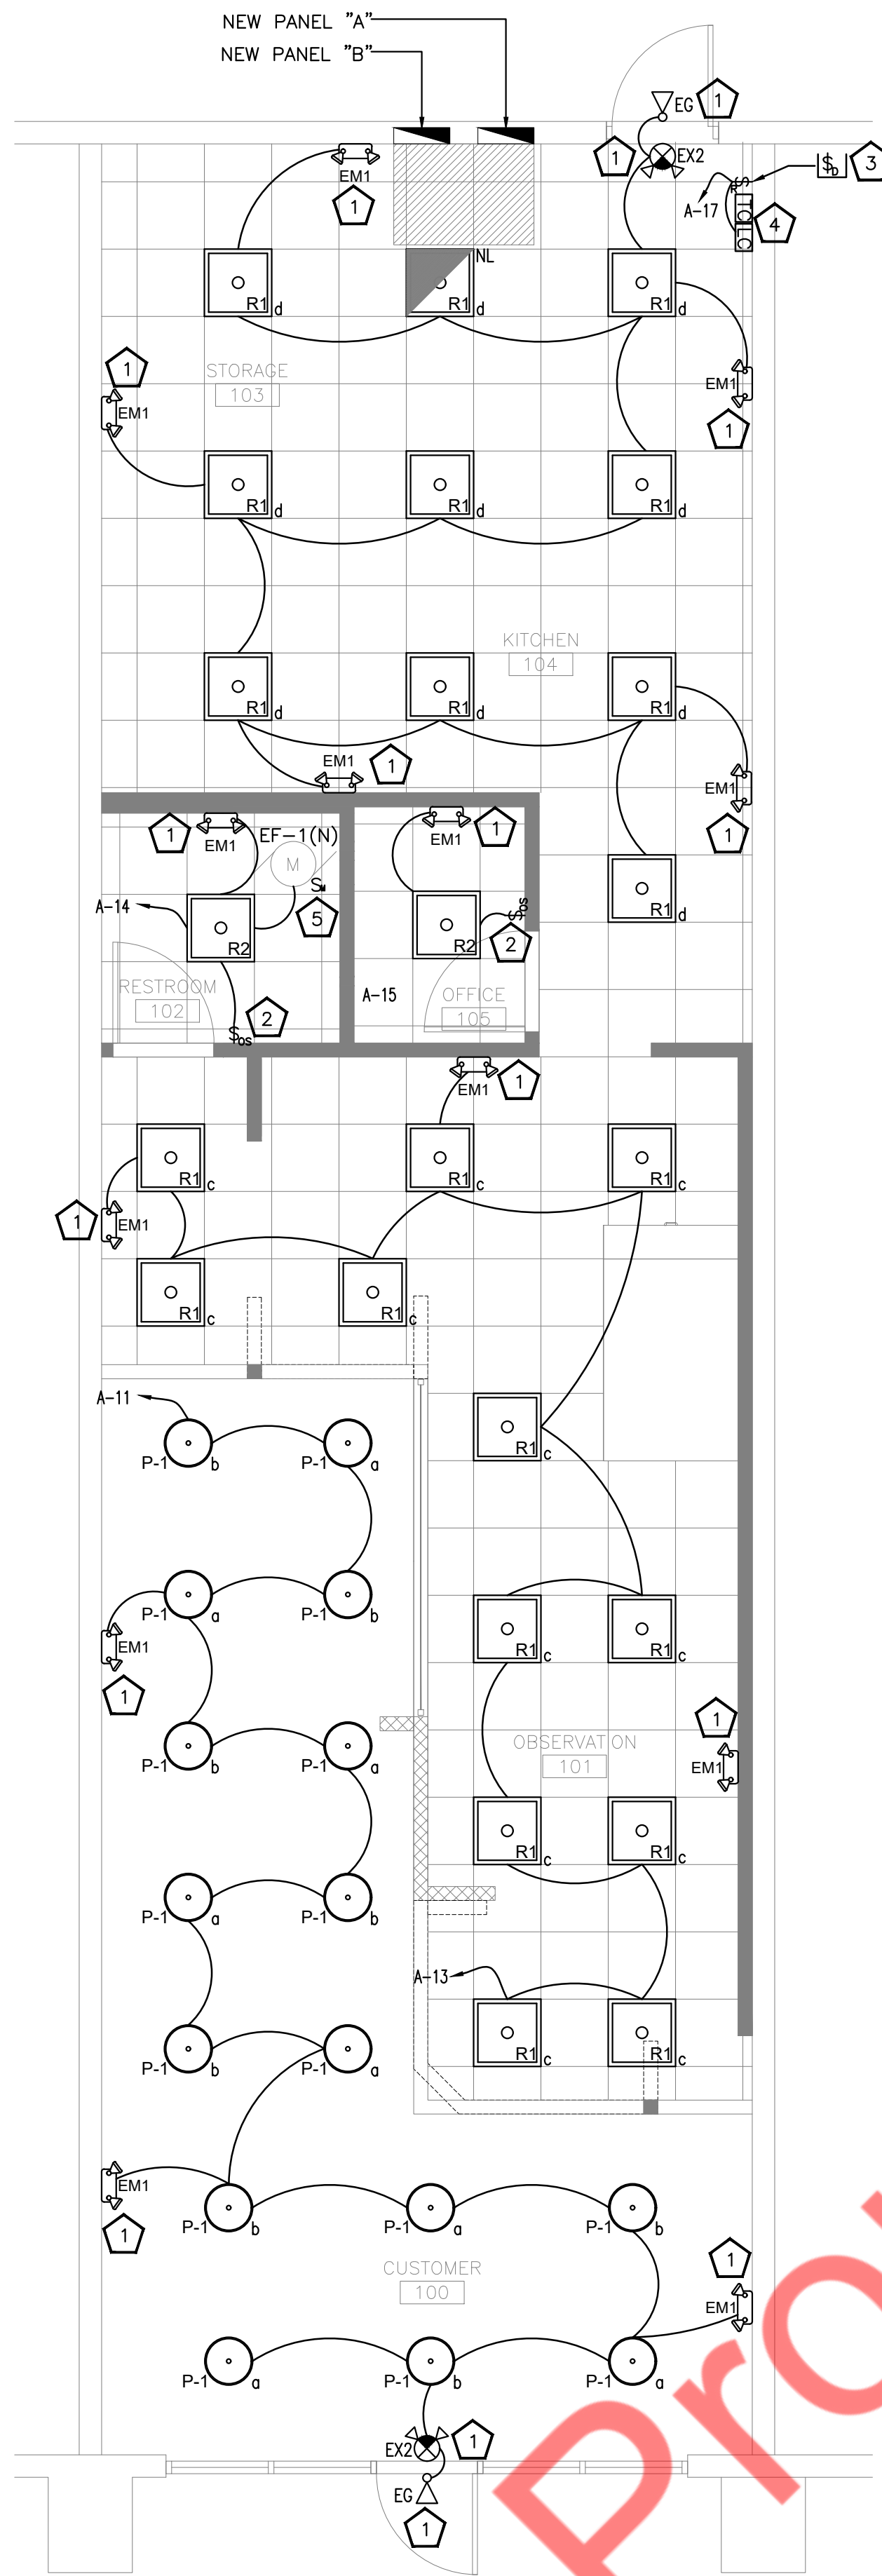 NEW PANEL "A"
NEW PANEL "B"
EG
1
1
EX2
EM1
1
$D
3
A-17
TC
LC
4
NL
R1 d
R1 d
R1 d
STORAGE
103
1
EM1
EM1
1
R1 d
R1 d
R1 d
KITCHEN
104
R1 d
R1 d
R1 d
EM1
1
EM1
1
1
EM1
EF-1(N)
M
EM1
1
A-14
5
R2
R2
$OS
2
R1 d
RESTROOM
102
2
$OS
A-15
OFFICE
105
EM1
1
R1 c
R1 c
R1 c
1
EM1
R1 c
R1 c
A-11
P-1 b
P-1 a
R1 c
P-1 a
P-1 b
EM1
1
R1 c
R1 c
P-1 b
P-1 a
OBSERVATION
101
1
EM1
R1 c
R1 c
P-1 a
P-1 b
A-13
P-1 b
P-1 a
R1 c
R1 c
EM1
1
P-1 b
P-1 a
P-1 b
CUSTOMER
100
1
EM1
P-1 a
P-1 b
P-1 a
EX2
1
EG
1
Pro